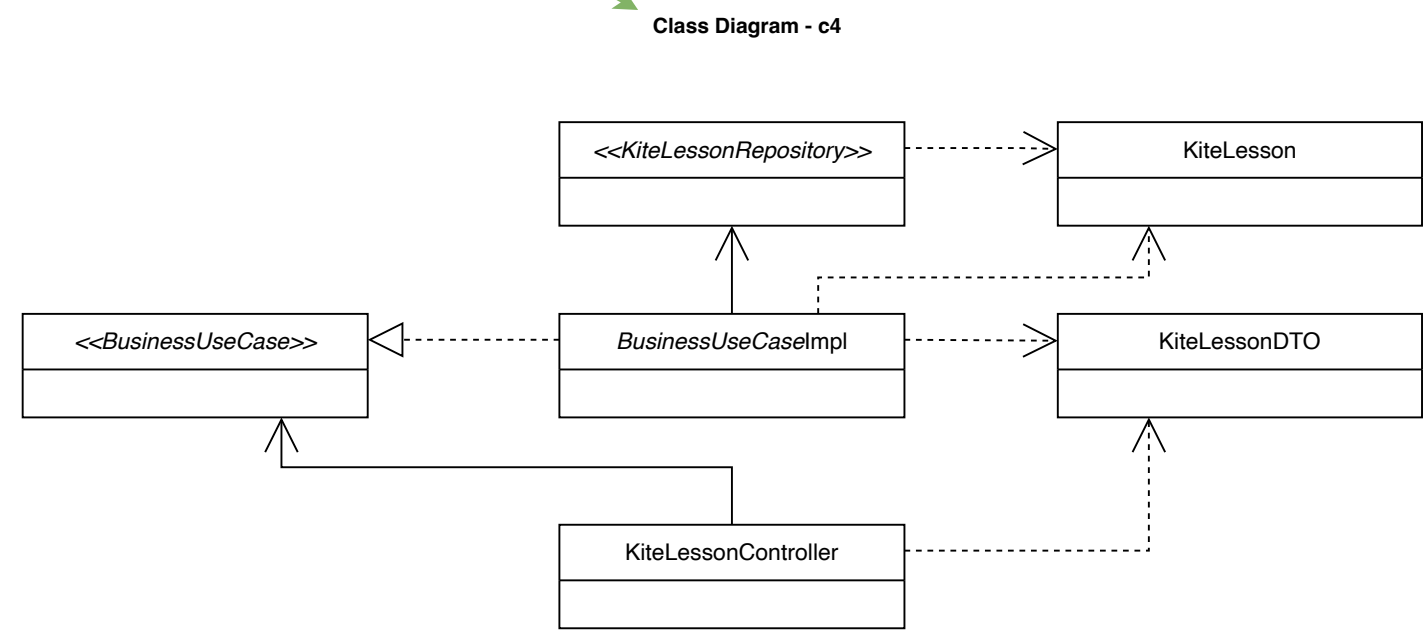 Class Diagram - c4
<<KiteLessonRepository>>
KiteLesson
<<BusinessUseCase>>
BusinessUseCaseImpl
KiteLessonDTO
KiteLessonController